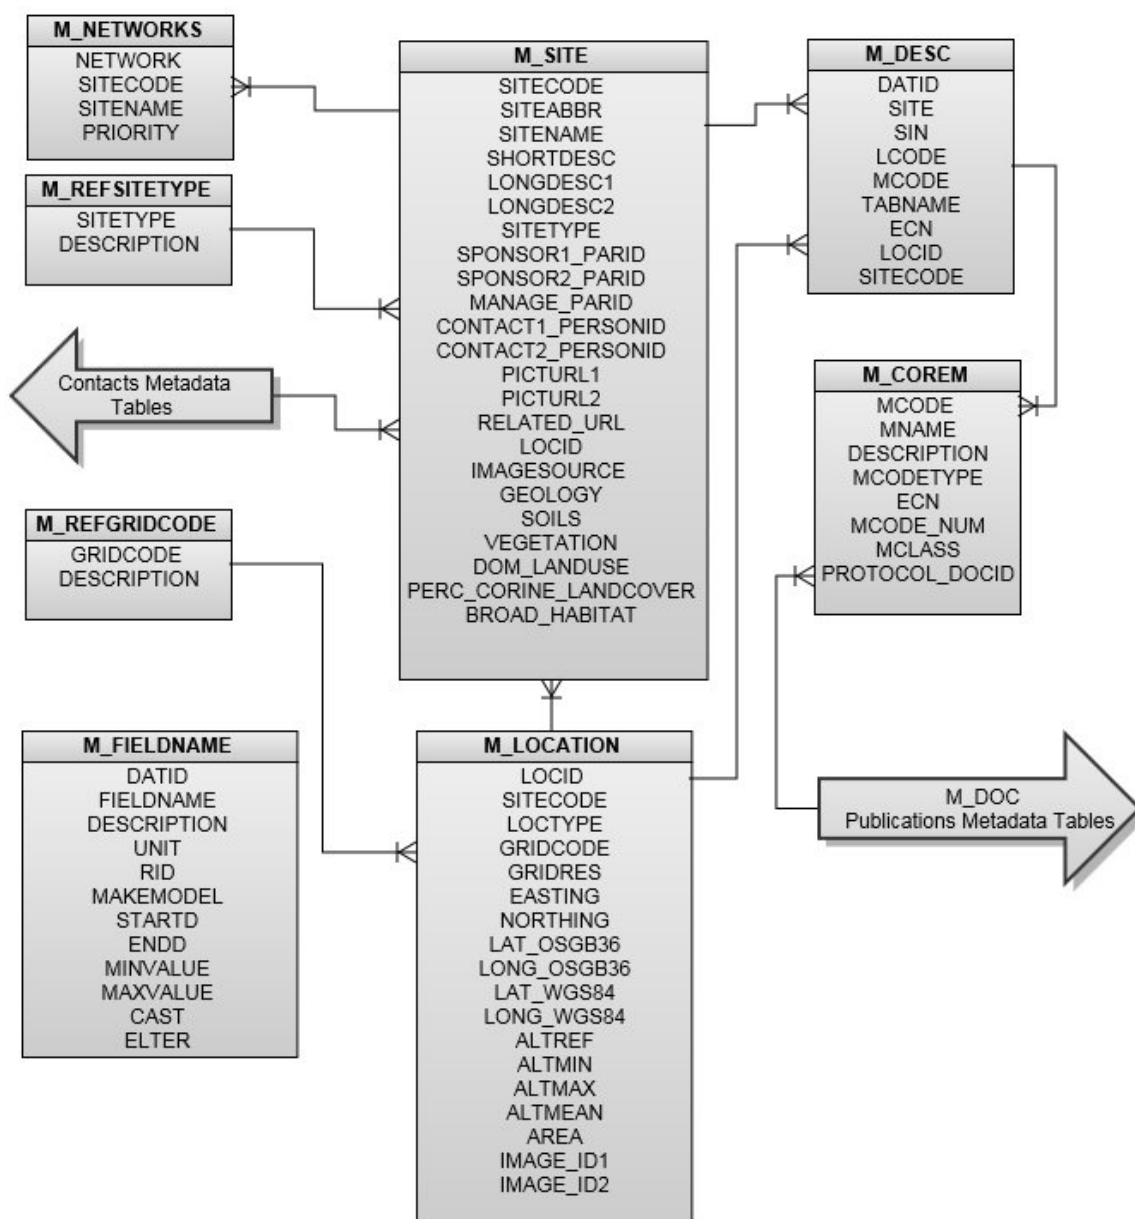 M_NETWORKS
NETWORK
SITECODE
SITENAME
PRIORITY
M_REFSITETYPE
SITETYPE
DESCRIPTION
Contacts Metadata
Tables
M_REFGRIDCODE
GRIDCODE
DESCRIPTION
M_FIELDNAME
DATID
FIELDNAME
DESCRIPTION
UNIT
RID
MAKEMODEL
STARTD
ENDD
MINVALUE
MAXVALUE
CAST
ELTER
M_SITE
SITECODE
SITEABBR
SITENAME
SHORTDESC
LONGDESC1
LONGDESC2
SITETYPE
SPONSOR1_PARID
SPONSOR2_PARID
MANAGE_PARID
CONTACT1_PERSONID
CONTACT2_PERSONID
PICTURL1
PICTURL2
RELATED_URL
LOCID
IMAGESOURCE
GEOLOGY
SOILS
VEGETATION
DOM_LANDUSE
PERC_CORINE_LANDCOVER
BROAD_HABITAT
M_LOCATION
LOCID
SITECODE
LOCTYPE
GRIDCODE
GRIDRES
EASTING
NORTHING
LAT_OSGB36
LONG_OSGB36
LAT_WGS84
LONG_WGS84
ALTREF
ALTMIN
ALTMAX
ALTMEAN
AREA
IMAGE_ID1
IMAGE_ID2
M_DESC
DATID
SITE
SIN
LCODE
MCODE
TABNAME
ECN
LOCID
SITECODE
M_COREM
MCODE
MNAME
DESCRIPTION
MCODETYPE
ECN
MCODE_NUM
MCLASS
PROTOCOL_DOCID
M_DOC
Publications Metadata Tables